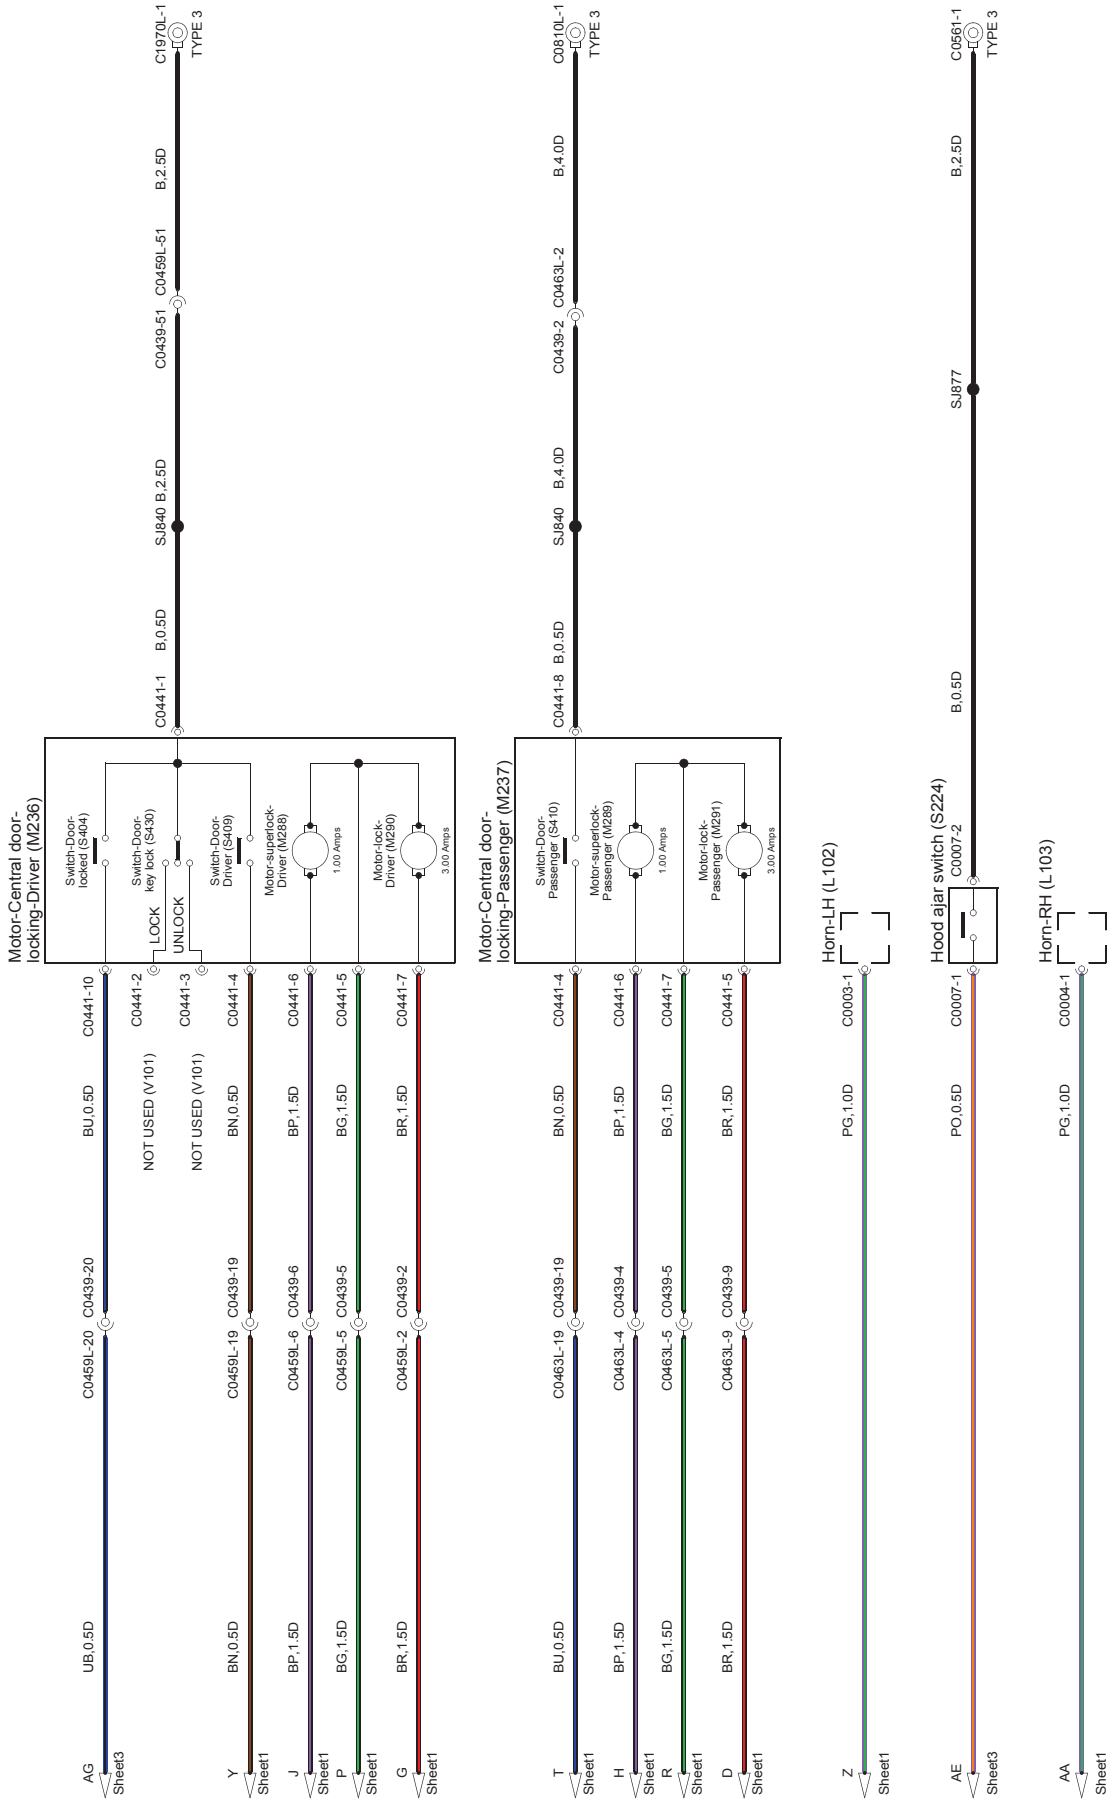 Motor-Central door-
locking-Driver (M236)
AG
Sheet3
UB,0.5D
C0459L-20
C0439-20
BU,0.5D
C0441-10
Switch-Door-
locked (S404)
NOT USED (V101)
C0441-2
LOCK
Switch-Door-
key lock (S430)
NOT USED (V101)
C0441-3
UNLOCK
C0441-1
B,0.5D
SJ840
B,2.5D
C0439-51
C0459L-51
B,2.5D
C1970L-1
TYPE 3
Y
Sheet1
BN,0.5D
C0459L-19
C0439-19
BN,0.5D
C0441-4
Switch-Door-
Driver (S409)
J
Sheet1
BP,1.5D
C0459L-6
C0439-6
BP,1.5D
C0441-6
Motor-superlock-
Driver (M288)
1.00 Amps
P
Sheet1
BG,1.5D
C0459L-5
C0439-5
BG,1.5D
C0441-5
G
Sheet1
BR,1.5D
C0459L-2
C0439-2
BR,1.5D
C0441-7
Motor-lock-
Driver (M290)
3.00 Amps
Motor-Central door-
locking-Passenger (M237)
T
Sheet1
BU,0.5D
C0463L-19
C0439-19
BN,0.5D
C0441-4
Switch-Door-
Passenger (S410)
C0441-8
B,0.5D
SJ840
B,4.0D
C0439-2
C0463L-2
B,4.0D
C0810L-1
TYPE 3
H
Sheet1
BP,1.5D
C0463L-4
C0439-4
BP,1.5D
C0441-6
Motor-superlock-
Passenger (M289)
1.00 Amps
R
Sheet1
BG,1.5D
C0463L-5
C0439-5
BG,1.5D
C0441-7
D
Sheet1
BR,1.5D
C0463L-9
C0439-9
BR,1.5D
C0441-5
Motor-lock-
Passenger (M291)
3.00 Amps
Horn-LH (L102)
Z
Sheet1
PG,1.0D
C0003-1
Hood ajar switch (S224)
AE
Sheet3
PO,0.5D
C0007-1
C0007-2
B,0.5D
SJ877
B,2.5D
C0561-1
TYPE 3
Horn-RH (L103)
AA
Sheet1
PG,1.0D
C0004-1